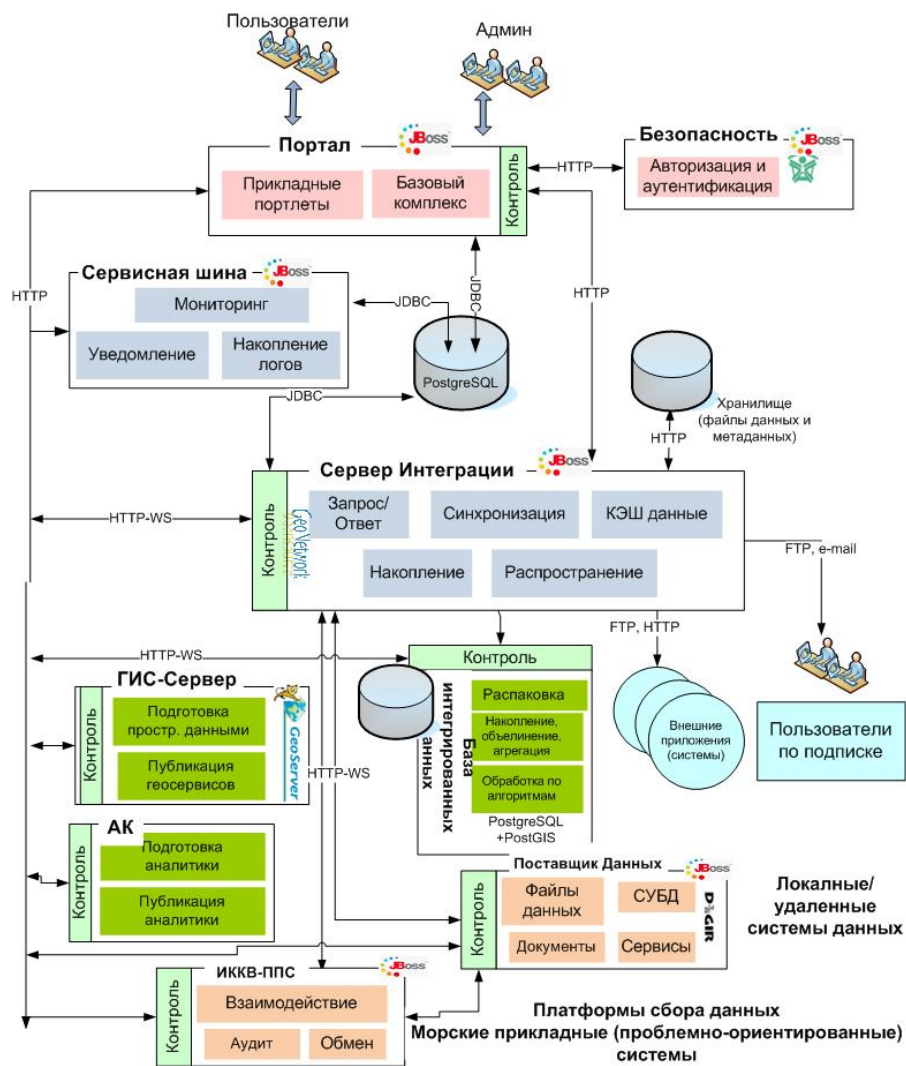 Пользователи
Админ
Портал
JBoss
Прикладные
портлеты
Базовый
комплекс
Контроль
HTTP
Безопасность
JBoss
Авторизация и
аутентификация
HTTP
Сервисная шина
JBoss
Мониторинг
Уведомление
Накопление
логов
JDBC
JDBC
HTTP
PostgreSQL
JDBC
Хранилище
(файлы данных и
метаданных)
HTTP
Сервер Интеграции
JBoss
Контроль
GeoNetwork
Запрос/
Ответ
Синхронизация
КЭШ данные
Накопление
Распространение
HTTP-WS
FTP, e-mail
FTP, HTTP
HTTP-WS
Контроль
Распаковка
Накопление,
объединение,
агрегация
Обработка по
алгоритмам
База
интегрированных
данных
PostgreSQL
+PostGIS
ГИС-Сервер
Контроль
Подготовка
простр. данными
Публикация
геосервисов
GeoServer
HTTP-WS
Внешние
приложения
(системы)
Пользователи
по подписке
АК
Контроль
Подготовка
аналитики
Публикация
аналитики
Поставщик Данных
JBoss
Контроль
Файлы
данных
СУБД
Документы
Сервисы
DiGIR
Локальные/
удаленные
системы данных
ИККВ-ППС
JBoss
Контроль
Взаимодействие
Аудит
Обмен
Платформы сбора данных
Морские прикладные (проблемно-ориентированные)
системы